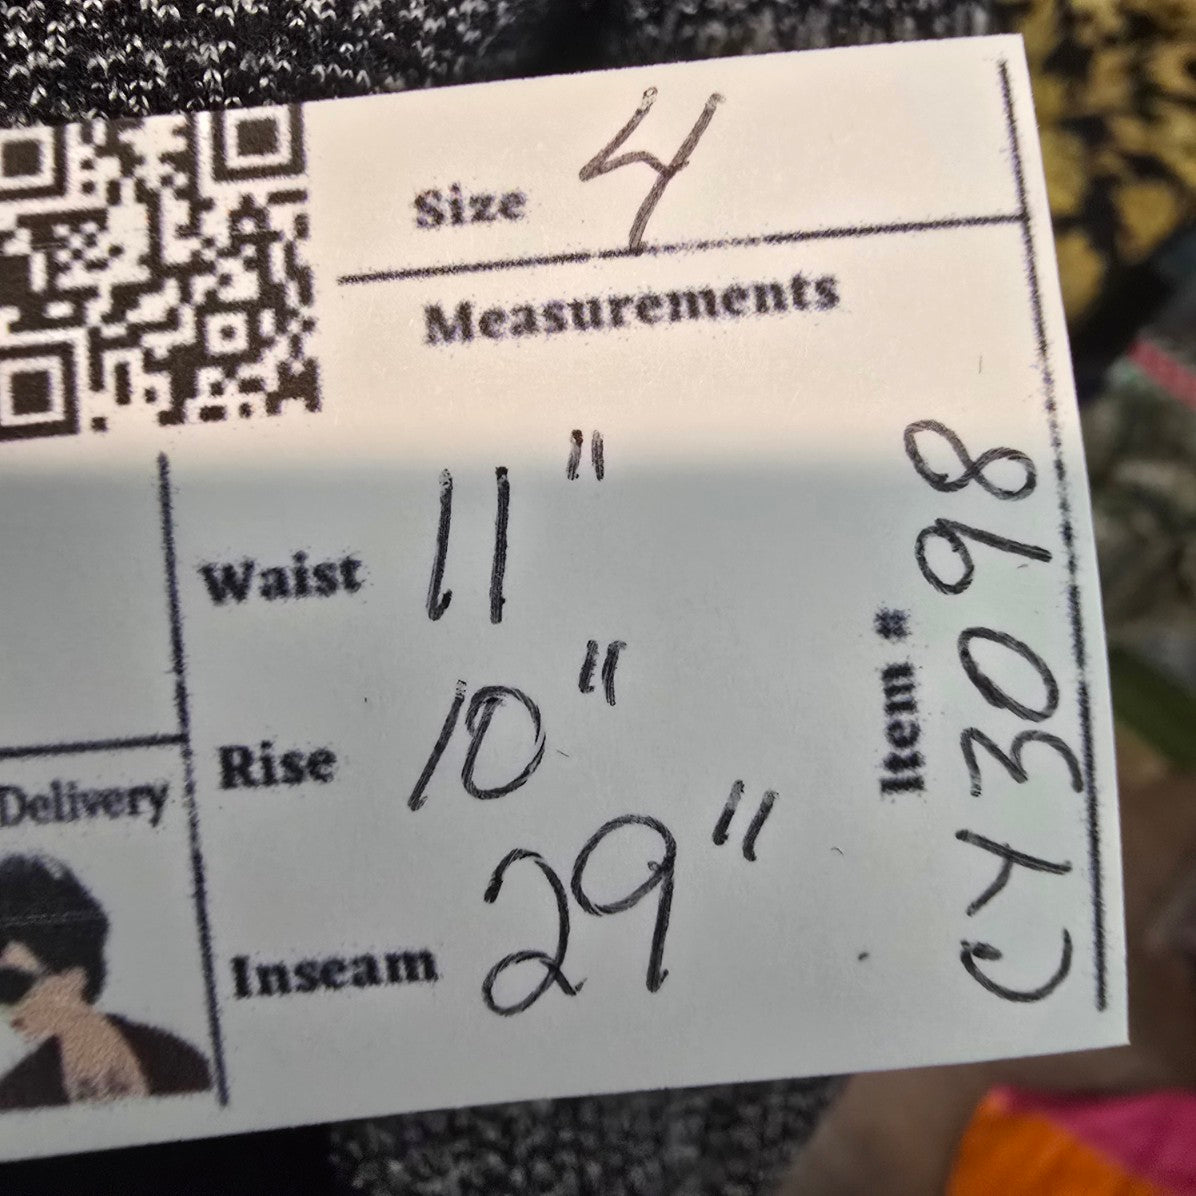 Size 4
Measurements
Waist 11"
Rise 10"
Inseam 29"
Delivery
Item # CY3098